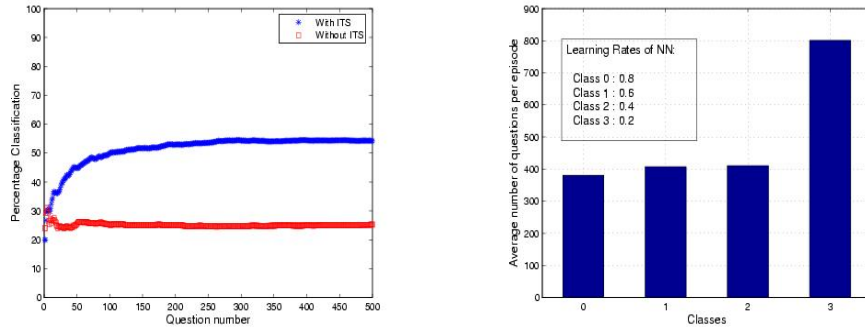 With ITS
Without ITS
Percentage Classification
100
90
80
70
60
50
40
30
20
10
0
0 50 100 150 200 250 300 350 400 450 500
Question number
Learning Rates of NN:
Class 0 : 0.8
Class 1 : 0.6
Class 2 : 0.4
Class 3 : 0.2
Average number of questions per episode
900
800
700
600
500
400
300
200
100
0
0 1 2 3
Classes